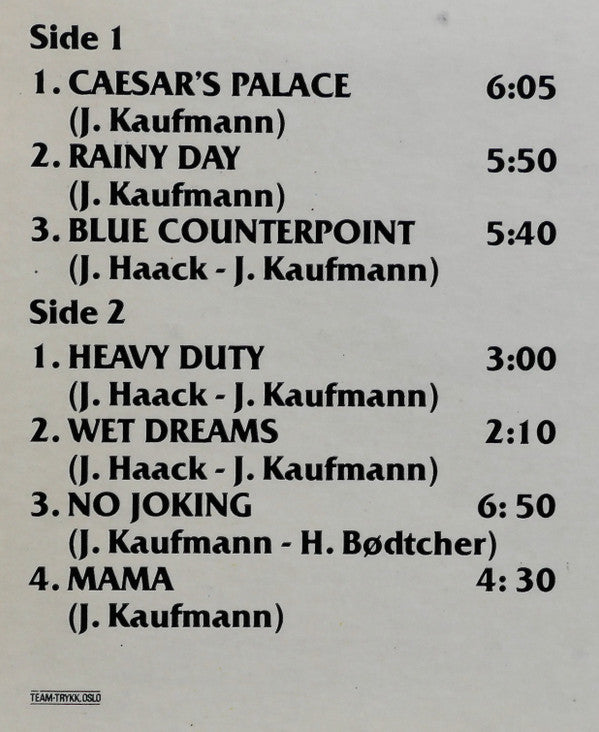 Side 1
1. CAESAR'S PALACE 6:05
(J. Kaufmann)
2. RAINY DAY 5:50
(J. Kaufmann)
3. BLUE COUNTERPOINT 5:40
(J. Haack - J. Kaufmann)
Side 2
1. HEAVY DUTY 3:00
(J. Haack - J. Kaufmann)
2. WET DREAMS 2:10
(J. Haack - J. Kaufmann)
3. NO JOKING 6: 50
(J. Kaufmann - H. Bødtcher)
4. MAMA 4: 30
(J. Kaufmann)
TEAM-TRYKK, OSLO